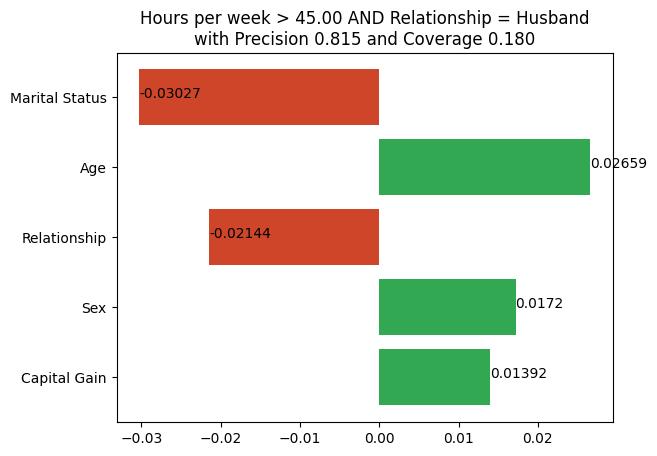 Hours per week > 45.00 AND Relationship = Husband
with Precision 0.815 and Coverage 0.180
Marital Status
-0.03027
Age
0.02659
Relationship
-0.02144
Sex
0.0172
Capital Gain
0.01392
−0.03
−0.02
−0.01
0.00
0.01
0.02